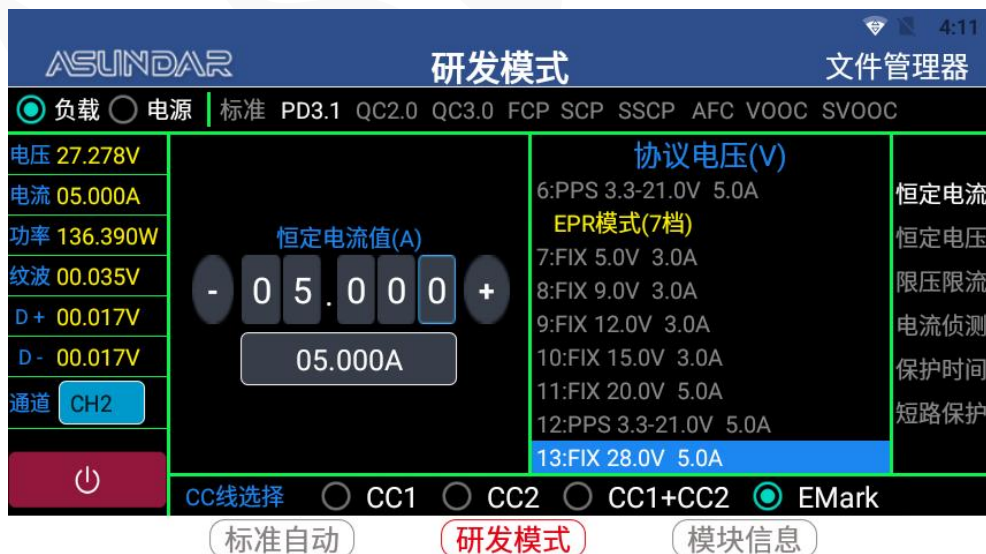 4:11
ASUNDAR 研发模式 文件管理器
负载 电源 标准 PD3.1 QC2.0 QC3.0 FCP SCP SSCP AFC VOOC SVOOC
电压 27.278V
电流 05.000A
功率 136.390W
纹波 00.035V
D+ 00.017V
D- 00.017V
通道 CH2
恒定电流值(A)
- 0 5 . 0 0 0 +
05.000A
协议电压(V)
6:PPS 3.3-21.0V 5.0A
EPR模式(7档)
7:FIX 5.0V 3.0A
8:FIX 9.0V 3.0A
9:FIX 12.0V 3.0A
10:FIX 15.0V 3.0A
11:FIX 20.0V 5.0A
12:PPS 3.3-21.0V 5.0A
13:FIX 28.0V 5.0A
恒定电流
恒定电压
限压限流
电流侦测
保护时间
短路保护
CC线选择 CC1 CC2 CC1+CC2 EMark
标准自动 研发模式 模块信息